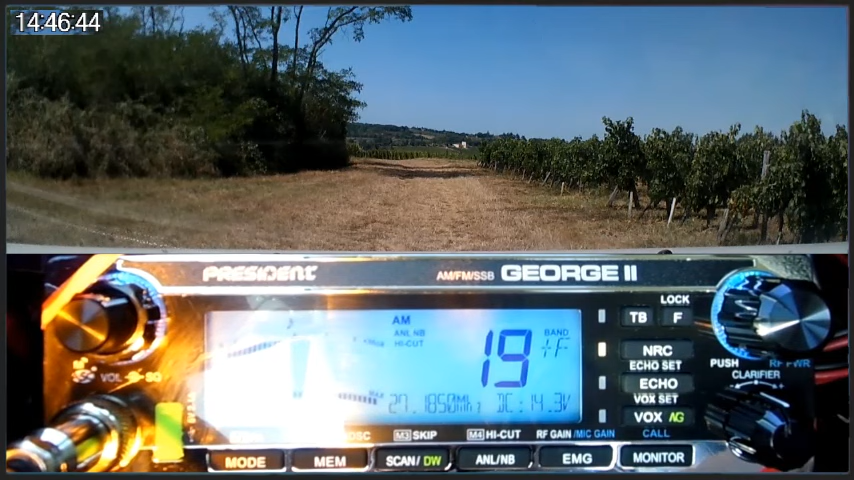 14:46:44
PRESIDENT AM/FM/SSB GEORGE II
LOCK
TB F
AM
ANL/NB
HI-CUT
19
BAND
+F
NRC
ECHO SET
ECHO
VOX SET
VOX
PUSH RF PWR
CLARIFIER
VOL SQ
MAX
27.1850MHz DC:14.3V
M3 SKIP M4 HI-CUT RF GAIN/MIC GAIN CALL
MODE MEM SCAN/DW ANL/NB EMG MONITOR